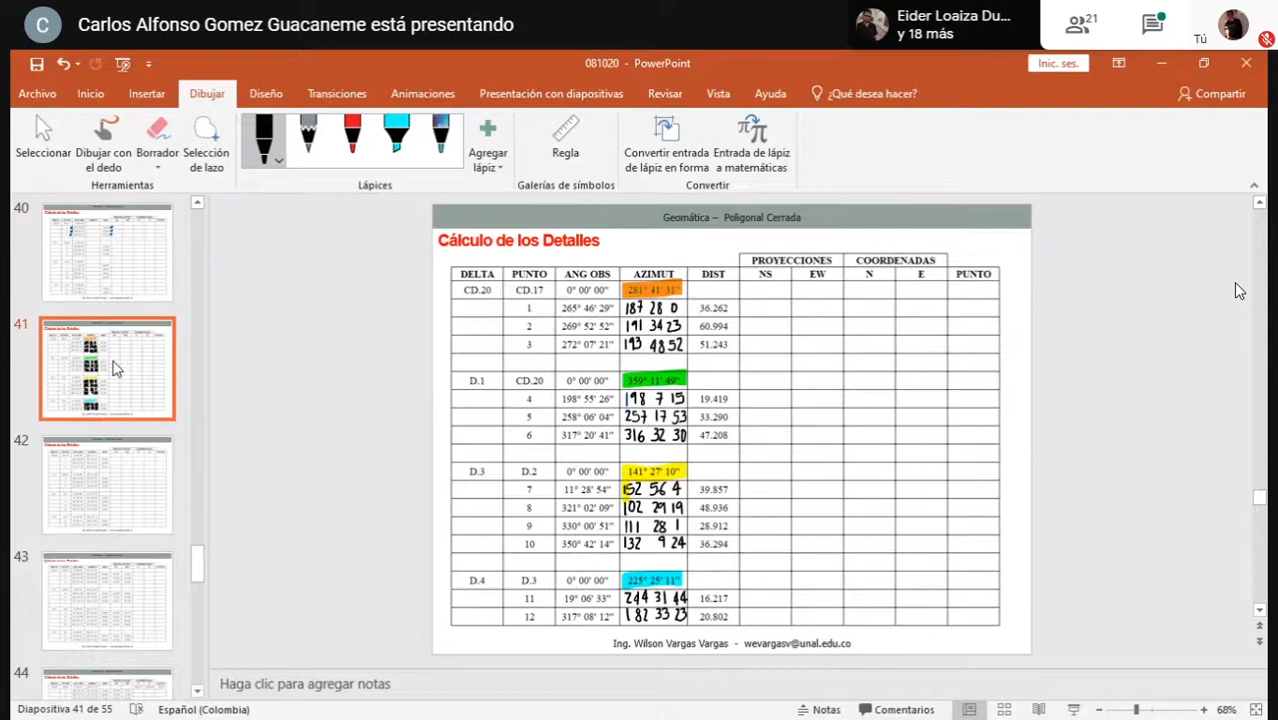 C Carlos Alfonso Gomez Guacaneme está presentando
Eider Loaiza Du...
y 18 más
21
Tú
081020 - PowerPoint
Inic. ses.
Archivo Inicio Insertar Dibujar Diseño Transiciones Animaciones Presentación con diapositivas Revisar Vista Ayuda ¿Qué desea hacer? Compartir
Seleccionar Dibujar con el dedo Borrador Selección de lazo
Agregar lápiz Regla Convertir entrada de lápiz en forma Entrada de lápiz a matemáticas
Herramientas Lápices Galerías de símbolos Convertir
40
41
42
43
44
Geomática – Poligonal Cerrada
Cálculo de los Detalles
PROYECCIONES COORDENADAS
DELTA PUNTO ANG OBS AZIMUT DIST NS EW N E PUNTO
CD.20 CD.17 0° 00' 00" 281° 41' 31"
1 265° 46' 29" 187 28 0 36.262
2 269° 52' 52" 191 34 23 60.994
3 272° 07' 21" 193 48 52 51.243
D.1 CD.20 0° 00' 00" 359° 11' 49"
4 198° 55' 26" 198 7 15 19.419
5 258° 06' 04" 257 17 53 33.290
6 317° 20' 41" 316 32 30 47.208
D.3 D.2 0° 00' 00" 141° 27' 10"
7 11° 28' 54" 152 56 4 39.857
8 321° 02' 09" 102 29 19 48.936
9 330° 00' 51" 111 28 1 28.912
10 350° 42' 14" 132 9 24 36.294
D.4 D.3 0° 00' 00" 225° 25' 11"
11 19° 06' 33" 244 31 44 16.217
12 317° 08' 12" 182 33 23 20.802
Ing. Wilson Vargas Vargas - wevargasv@unal.edu.co
Haga clic para agregar notas
Diapositiva 41 de 55 Español (Colombia) Notas Comentarios 68%